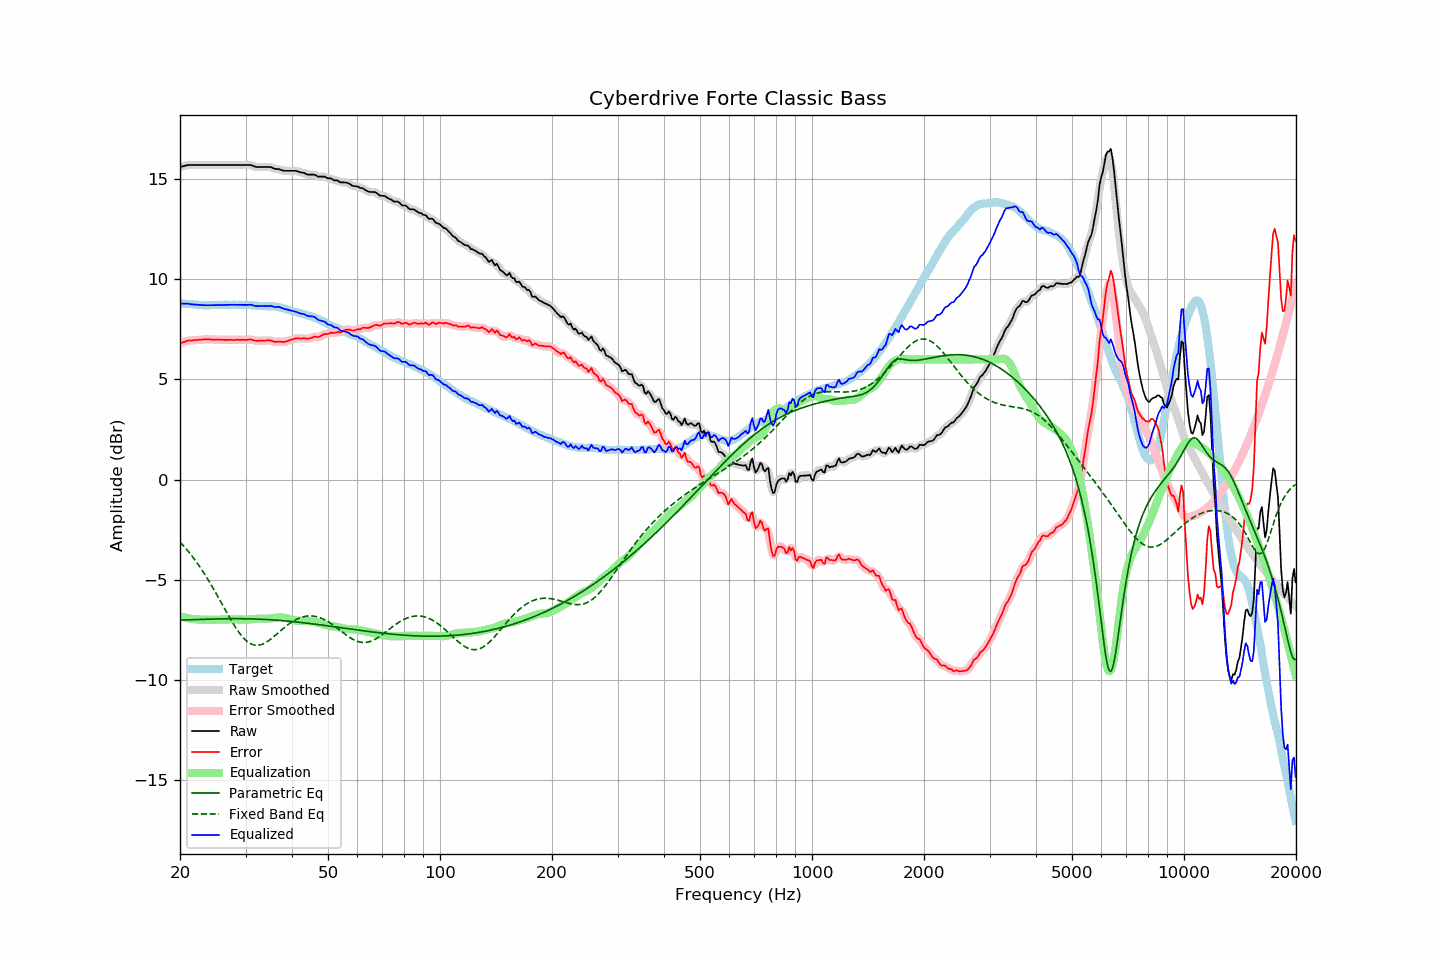 Cyberdrive Forte Classic Bass
15
10
5
0
−5
−10
−15
Amplitude (dBr)
Target
Raw Smoothed
Error Smoothed
Raw
Error
Equalization
Parametric Eq
Fixed Band Eq
Equalized
20 50 100 200 500 1000 2000 5000 10000 20000
Frequency (Hz)